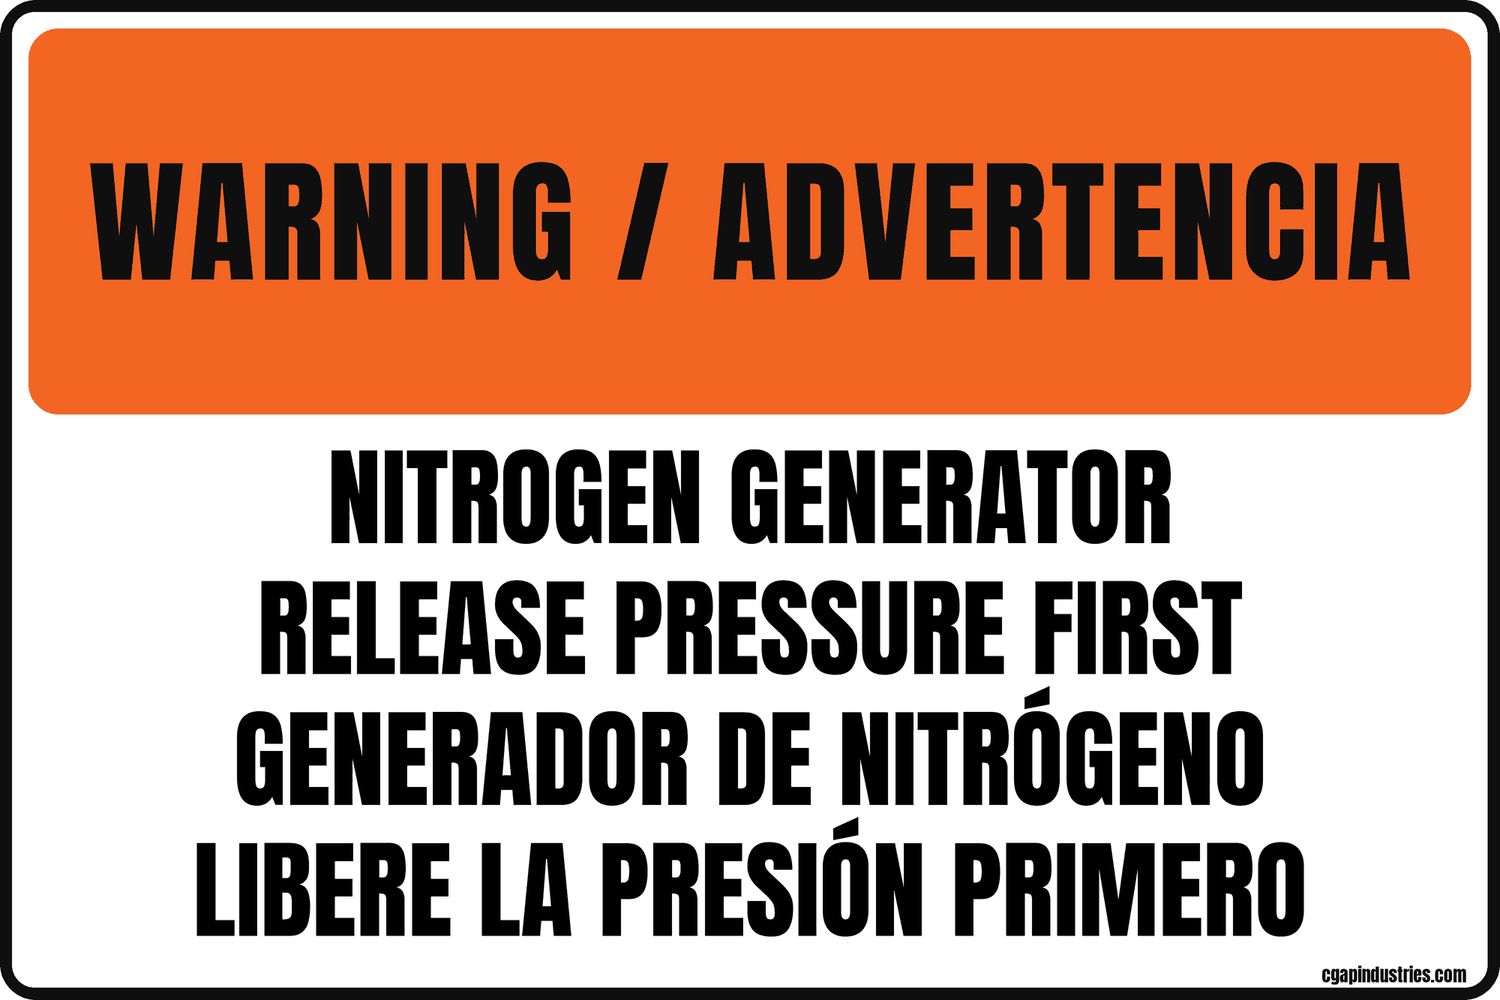 WARNING / ADVERTENCIA
NITROGEN GENERATOR
RELEASE PRESSURE FIRST
GENERADOR DE NITRÓGENO
LIBERE LA PRESIÓN PRIMERO
cgapindustries.com